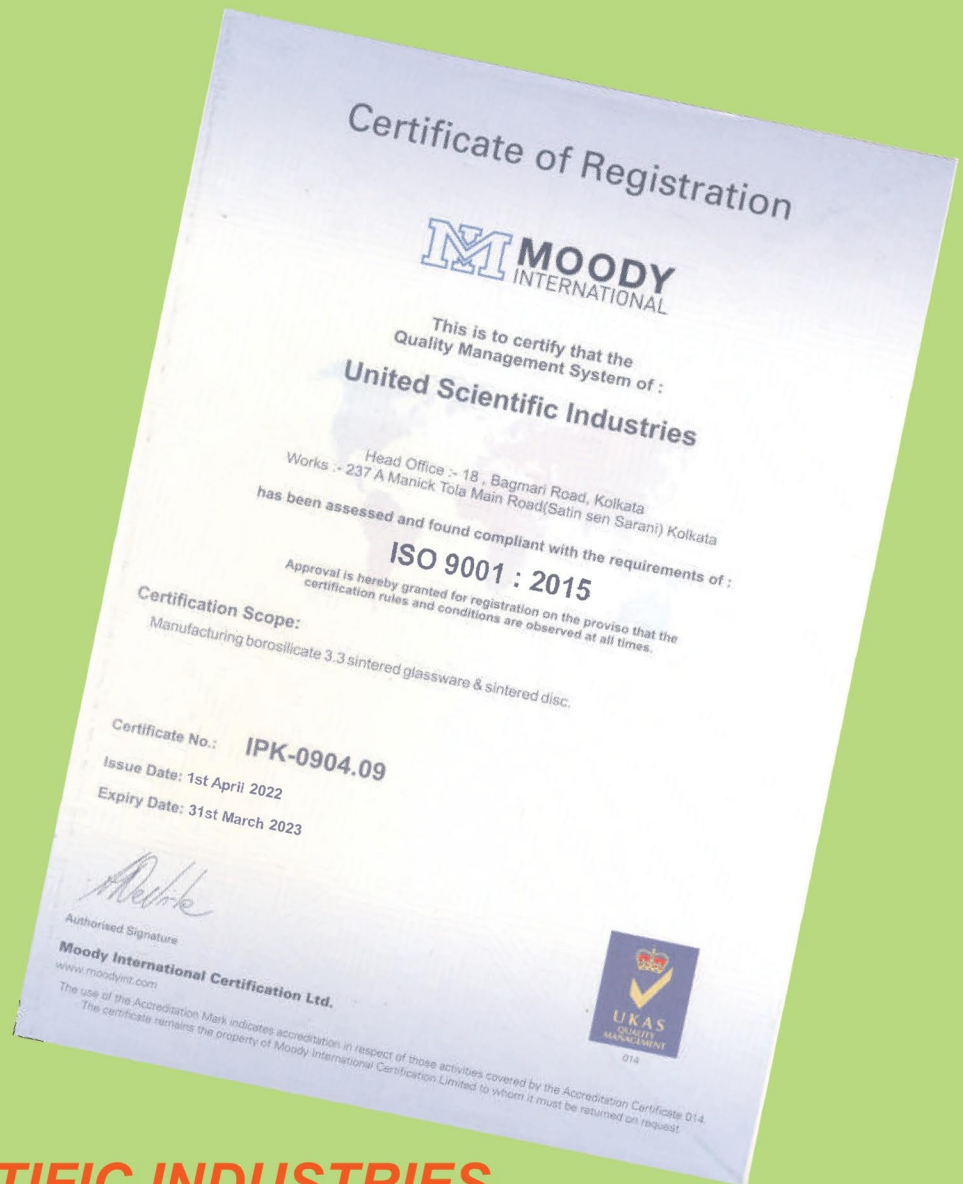 Certificate of Registration
MOODY
INTERNATIONAL
This is to certify that the
Quality Management System of :
United Scientific Industries
Head Office :- 18 , Bagmari Road, Kolkata
Works :- 237 A Manick Tola Main Road(Satin sen Sarani) Kolkata
has been assessed and found compliant with the requirements of :
ISO 9001 : 2015
Approval is hereby granted for registration on the proviso that the
certification rules and conditions are observed at all times.
Certification Scope:
Manufacturing borosilicate 3.3 sintered glassware & sintered disc.
Certificate No.: IPK-0904.09
Issue Date: 1st April 2022
Expiry Date: 31st March 2023
Authorised Signature
Moody International Certification Ltd.
www.moodyint.com
The use of the Accreditation Mark indicates accreditation in respect of those activities covered by the Accreditation Certificate 014.
The certificate remains the property of Moody International Certification Limited to whom it must be returned on request.
UKAS
QUALITY
MANAGEMENT
014
TIFIC INDUSTRIES